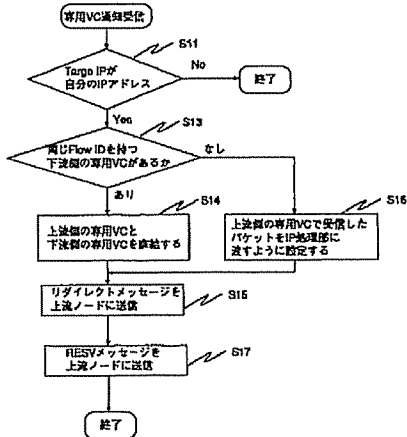 専用VC通知受信
S11
Targe IPが
自分のIPアドレス
No
終了
Yes
S13
同じFlow IDを持つ
下流側の専用VCがあるか
なし
あり
S14
上流側の専用VCと
下流側の専用VCを直結する
S16
上流側の専用VCで受信した
パケットをIP処理部に
渡すように設定する
S15
リダイレクトメッセージを
上流ノードに送信
S17
RESVメッセージを
上流ノードに送信
終了